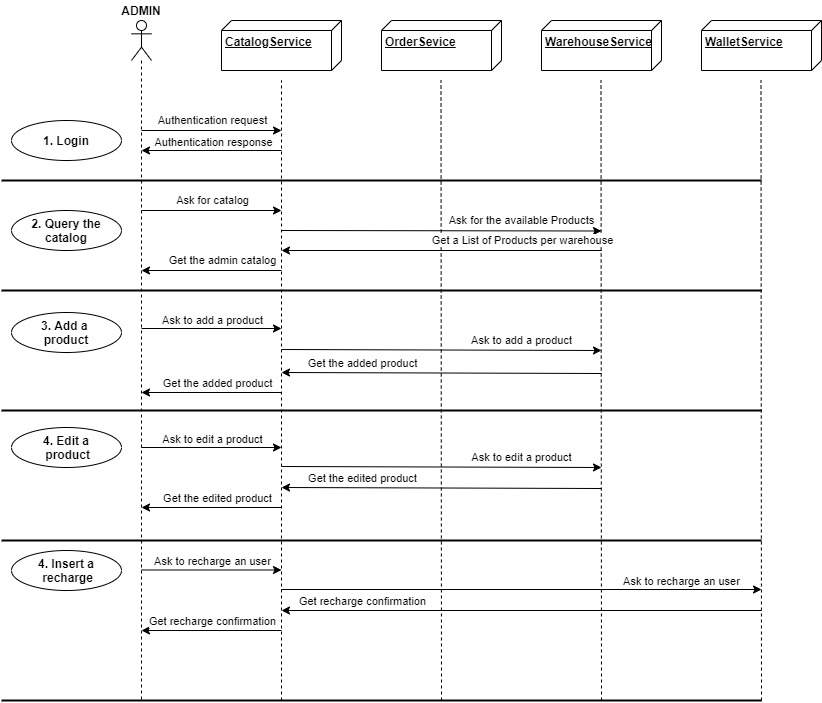 ADMIN
CatalogService
OrderSevice
WarehouseService
WalletService
Authentication request
1. Login
Authentication response
Ask for catalog
2. Query the
catalog
Ask for the available Products
Get a List of Products per warehouse
Get the admin catalog
3. Add a
product
Ask to add a product
Ask to add a product
Get the added product
Get the added product
4. Edit a
product
Ask to edit a product
Ask to edit a product
Get the edited product
Get the edited product
4. Insert a
recharge
Ask to recharge an user
Ask to recharge an user
Get recharge confirmation
Get recharge confirmation